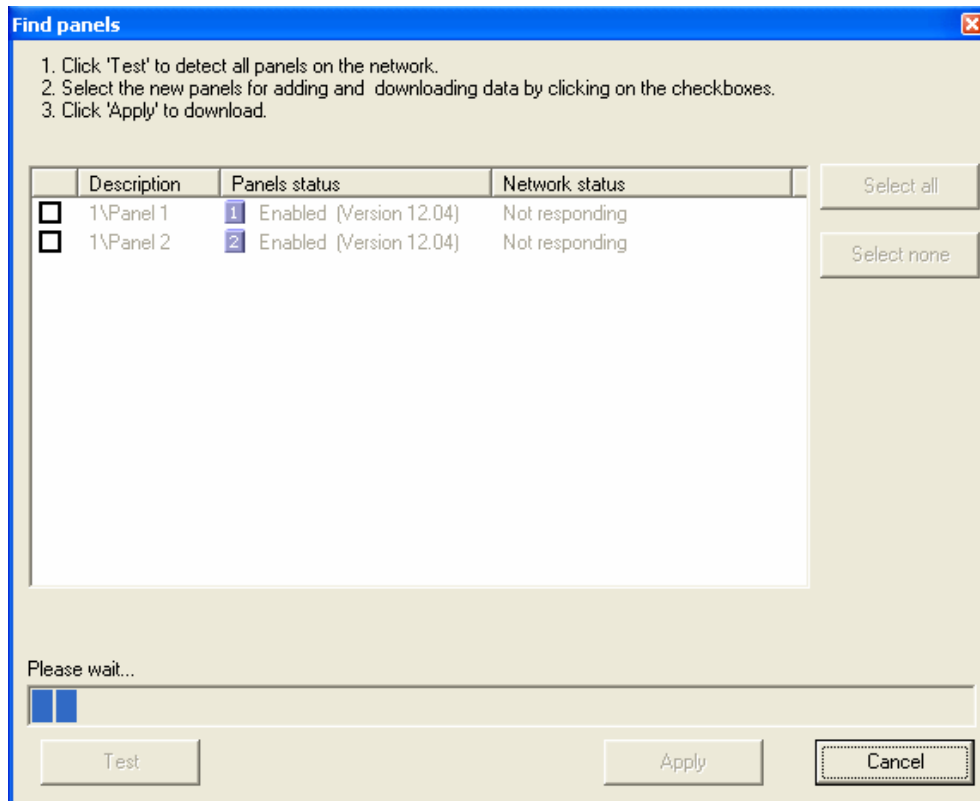 Find panels
1. Click 'Test' to detect all panels on the network.
2. Select the new panels for adding and  downloading data by clicking on the checkboxes.
3. Click 'Apply' to download.
Description Panels status Network status
Select all
1\Panel 1 1 Enabled (Version 12.04) Not responding
1\Panel 2 2 Enabled (Version 12.04) Not responding
Select none
Please wait...
Test Apply Cancel